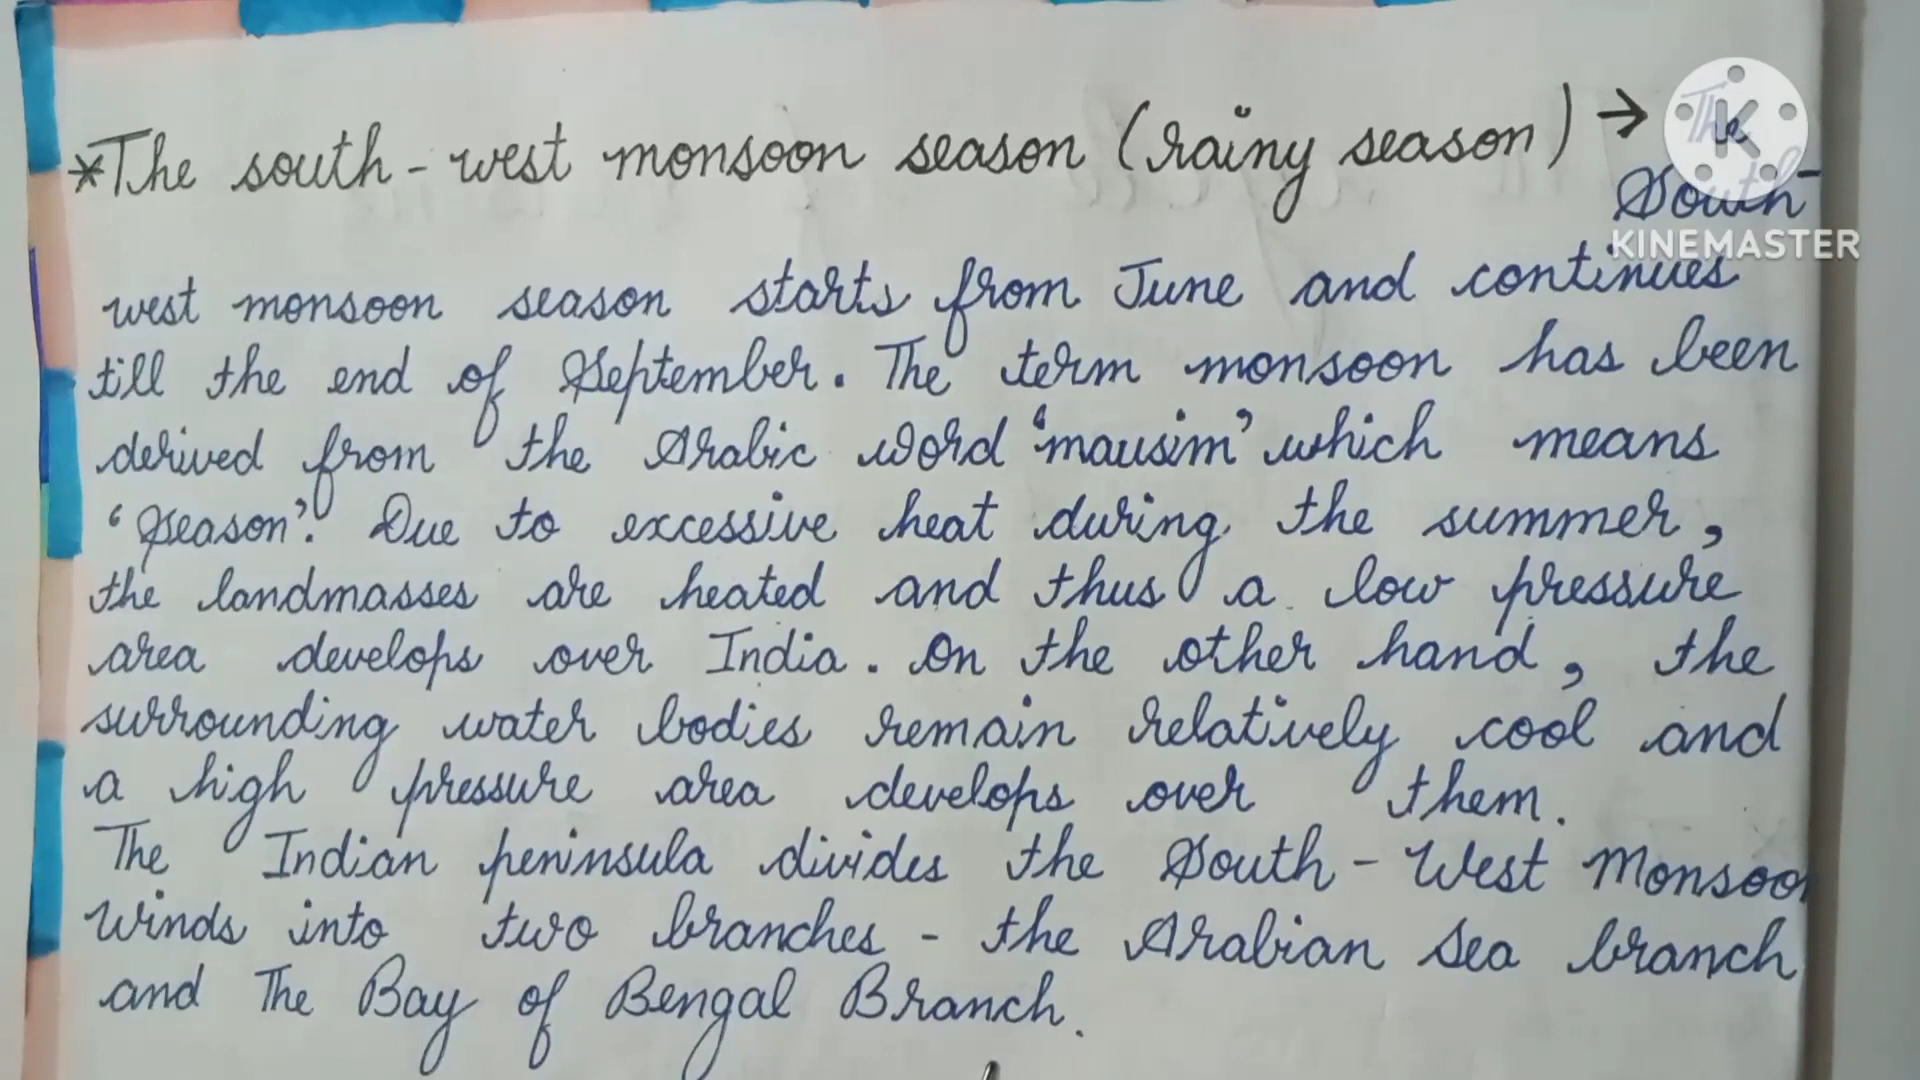 *The south-west monsoon season (rainy season) → The
South-
KINEMASTER
west monsoon season starts from June and continues
till the end of September. The term monsoon has been
derived from the Arabic word 'mausim' which means
'Season'. Due to excessive heat during the summer,
the landmasses are heated and thus a low pressure
area develops over India. On the other hand, the
surrounding water bodies remain relatively cool and
a high pressure area develops over them.
The Indian peninsula divides the South-West Monsoon
winds into two branches - the Arabian Sea branch
and The Bay of Bengal Branch.